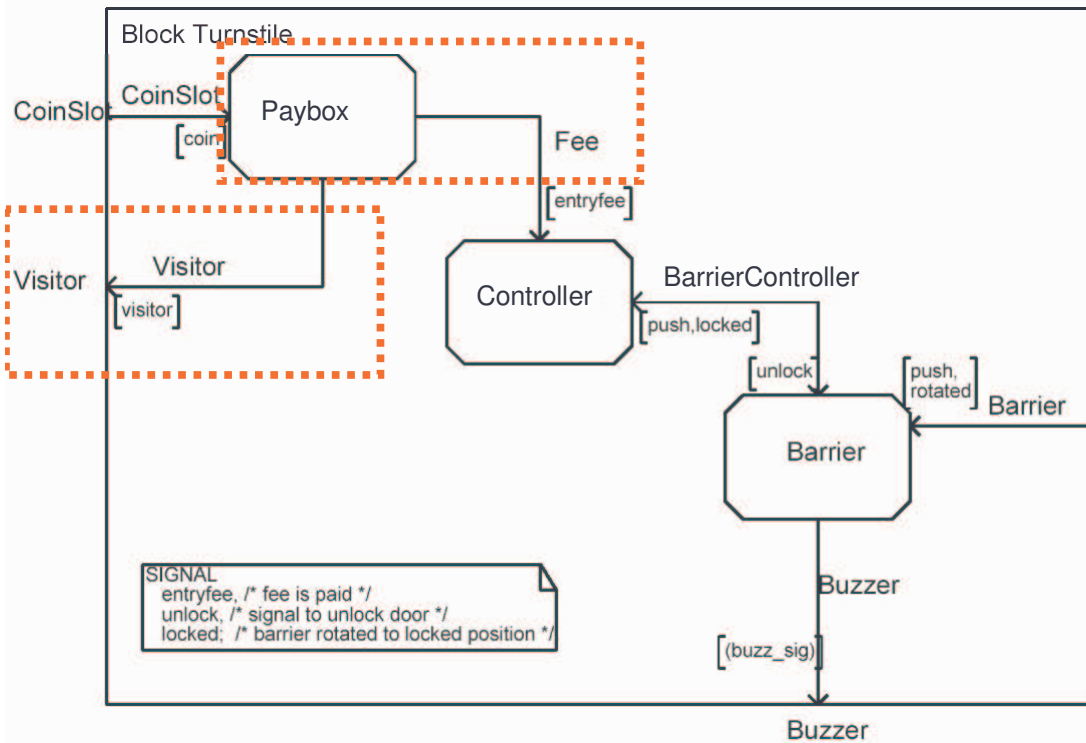 Block Turnstile
CoinSlot
CoinSlot
[coin]
Paybox
Fee
[entryfee]
Visitor
Visitor
[visitor]
Controller
BarrierController
[push,locked]
[unlock]
[push,
rotated]
Barrier
Barrier
SIGNAL
entryfee, /* fee is paid */
unlock, /* signal to unlock door */
locked; /* barrier rotated to locked position */
Buzzer
[(buzz_sig)]
Buzzer